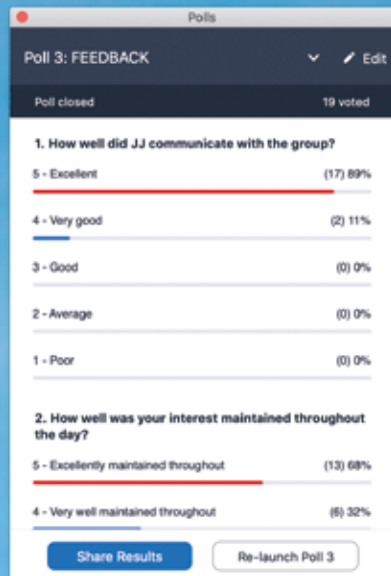 Polls
Poll 3: FEEDBACK
Edit
Poll closed 19 voted
1. How well did JJ communicate with the group?
5 - Excellent (17) 89%
4 - Very good (2) 11%
3 - Good (0) 0%
2 - Average (0) 0%
1 - Poor (0) 0%
2. How well was your interest maintained throughout
the day?
5 - Excellently maintained throughout (13) 68%
4 - Very well maintained throughout (6) 32%
Share Results Re-launch Poll 3